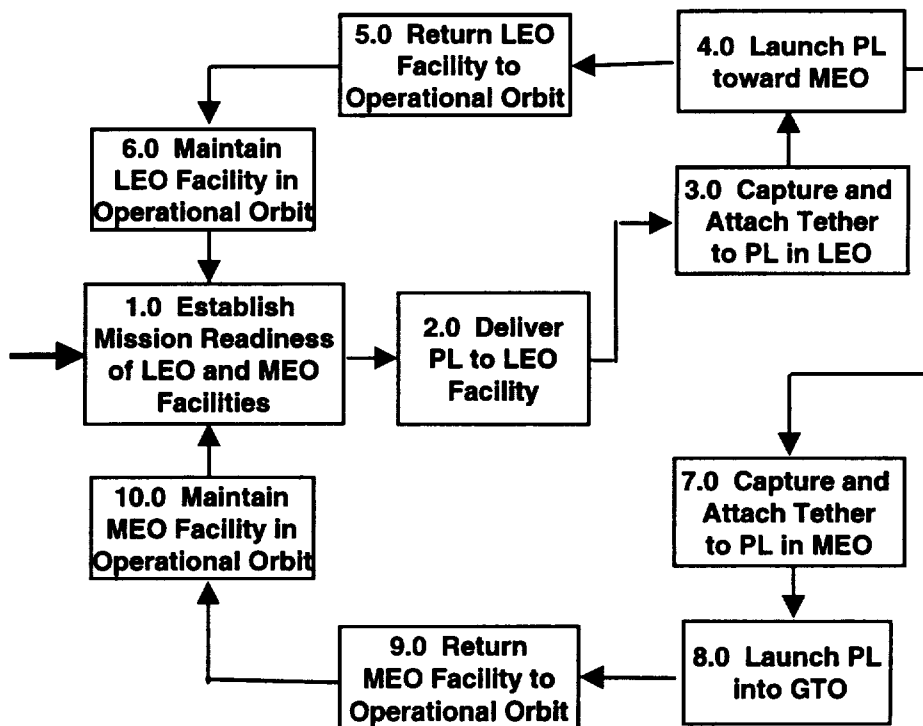 5.0 Return LEO
Facility to
Operational Orbit
4.0 Launch PL
toward MEO
6.0 Maintain
LEO Facility in
Operational Orbit
3.0 Capture and
Attach Tether
to PL in LEO
1.0 Establish
Mission Readiness
of LEO and MEO
Facilities
2.0 Deliver
PL to LEO
Facility
7.0 Capture and
Attach Tether
to PL in MEO
10.0 Maintain
MEO Facility in
Operational Orbit
9.0 Return
MEO Facility to
Operational Orbit
8.0 Launch PL
into GTO